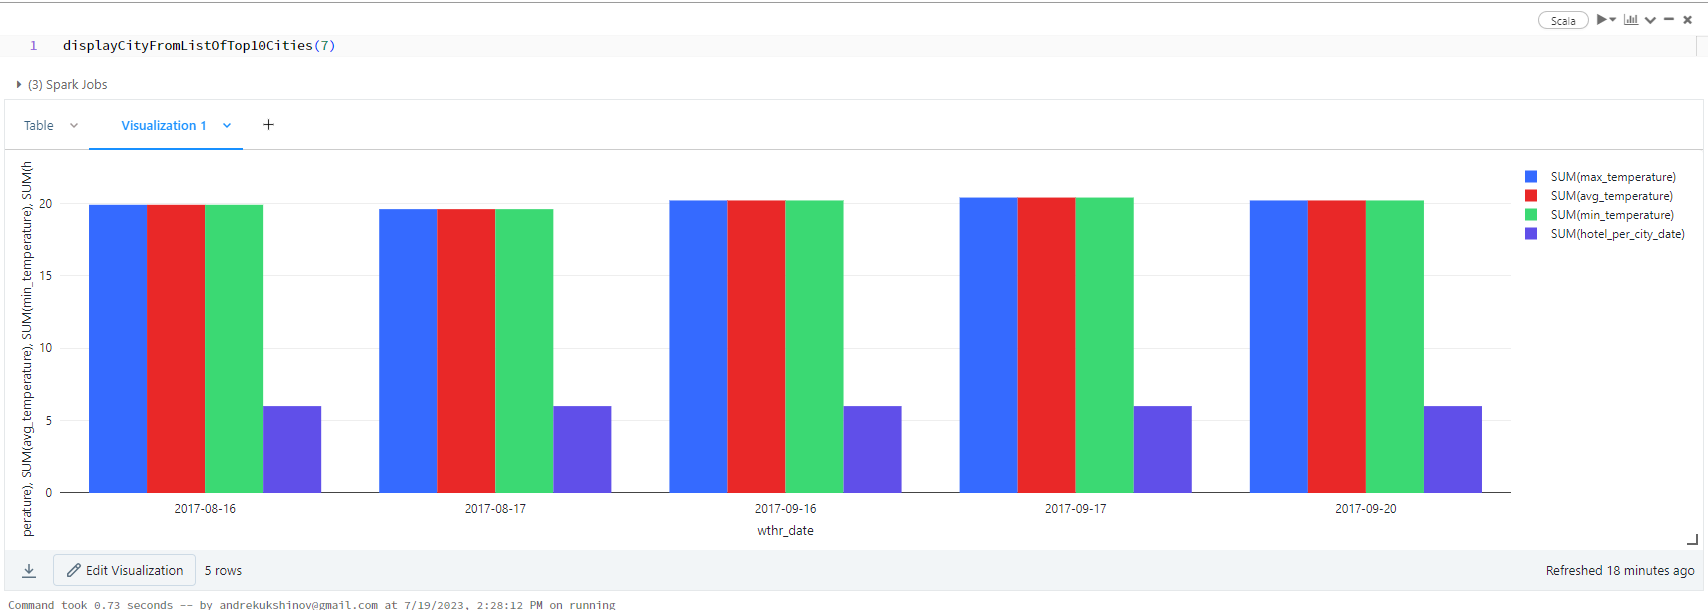 Scala
1 displayCityFromListOfTop10Cities(7)
(3) Spark Jobs
Table Visualization 1 +
perature), SUM(avg_temperature), SUM(min_temperature), SUM(h
20
15
10
5
0
2017-08-16 2017-08-17 2017-09-16 2017-09-17 2017-09-20
wthr_date
SUM(max_temperature)
SUM(avg_temperature)
SUM(min_temperature)
SUM(hotel_per_city_date)
Edit Visualization 5 rows Refreshed 18 minutes ago
Command took 0.73 seconds -- by andrekukshinov@gmail.com at 7/19/2023, 2:28:12 PM on running